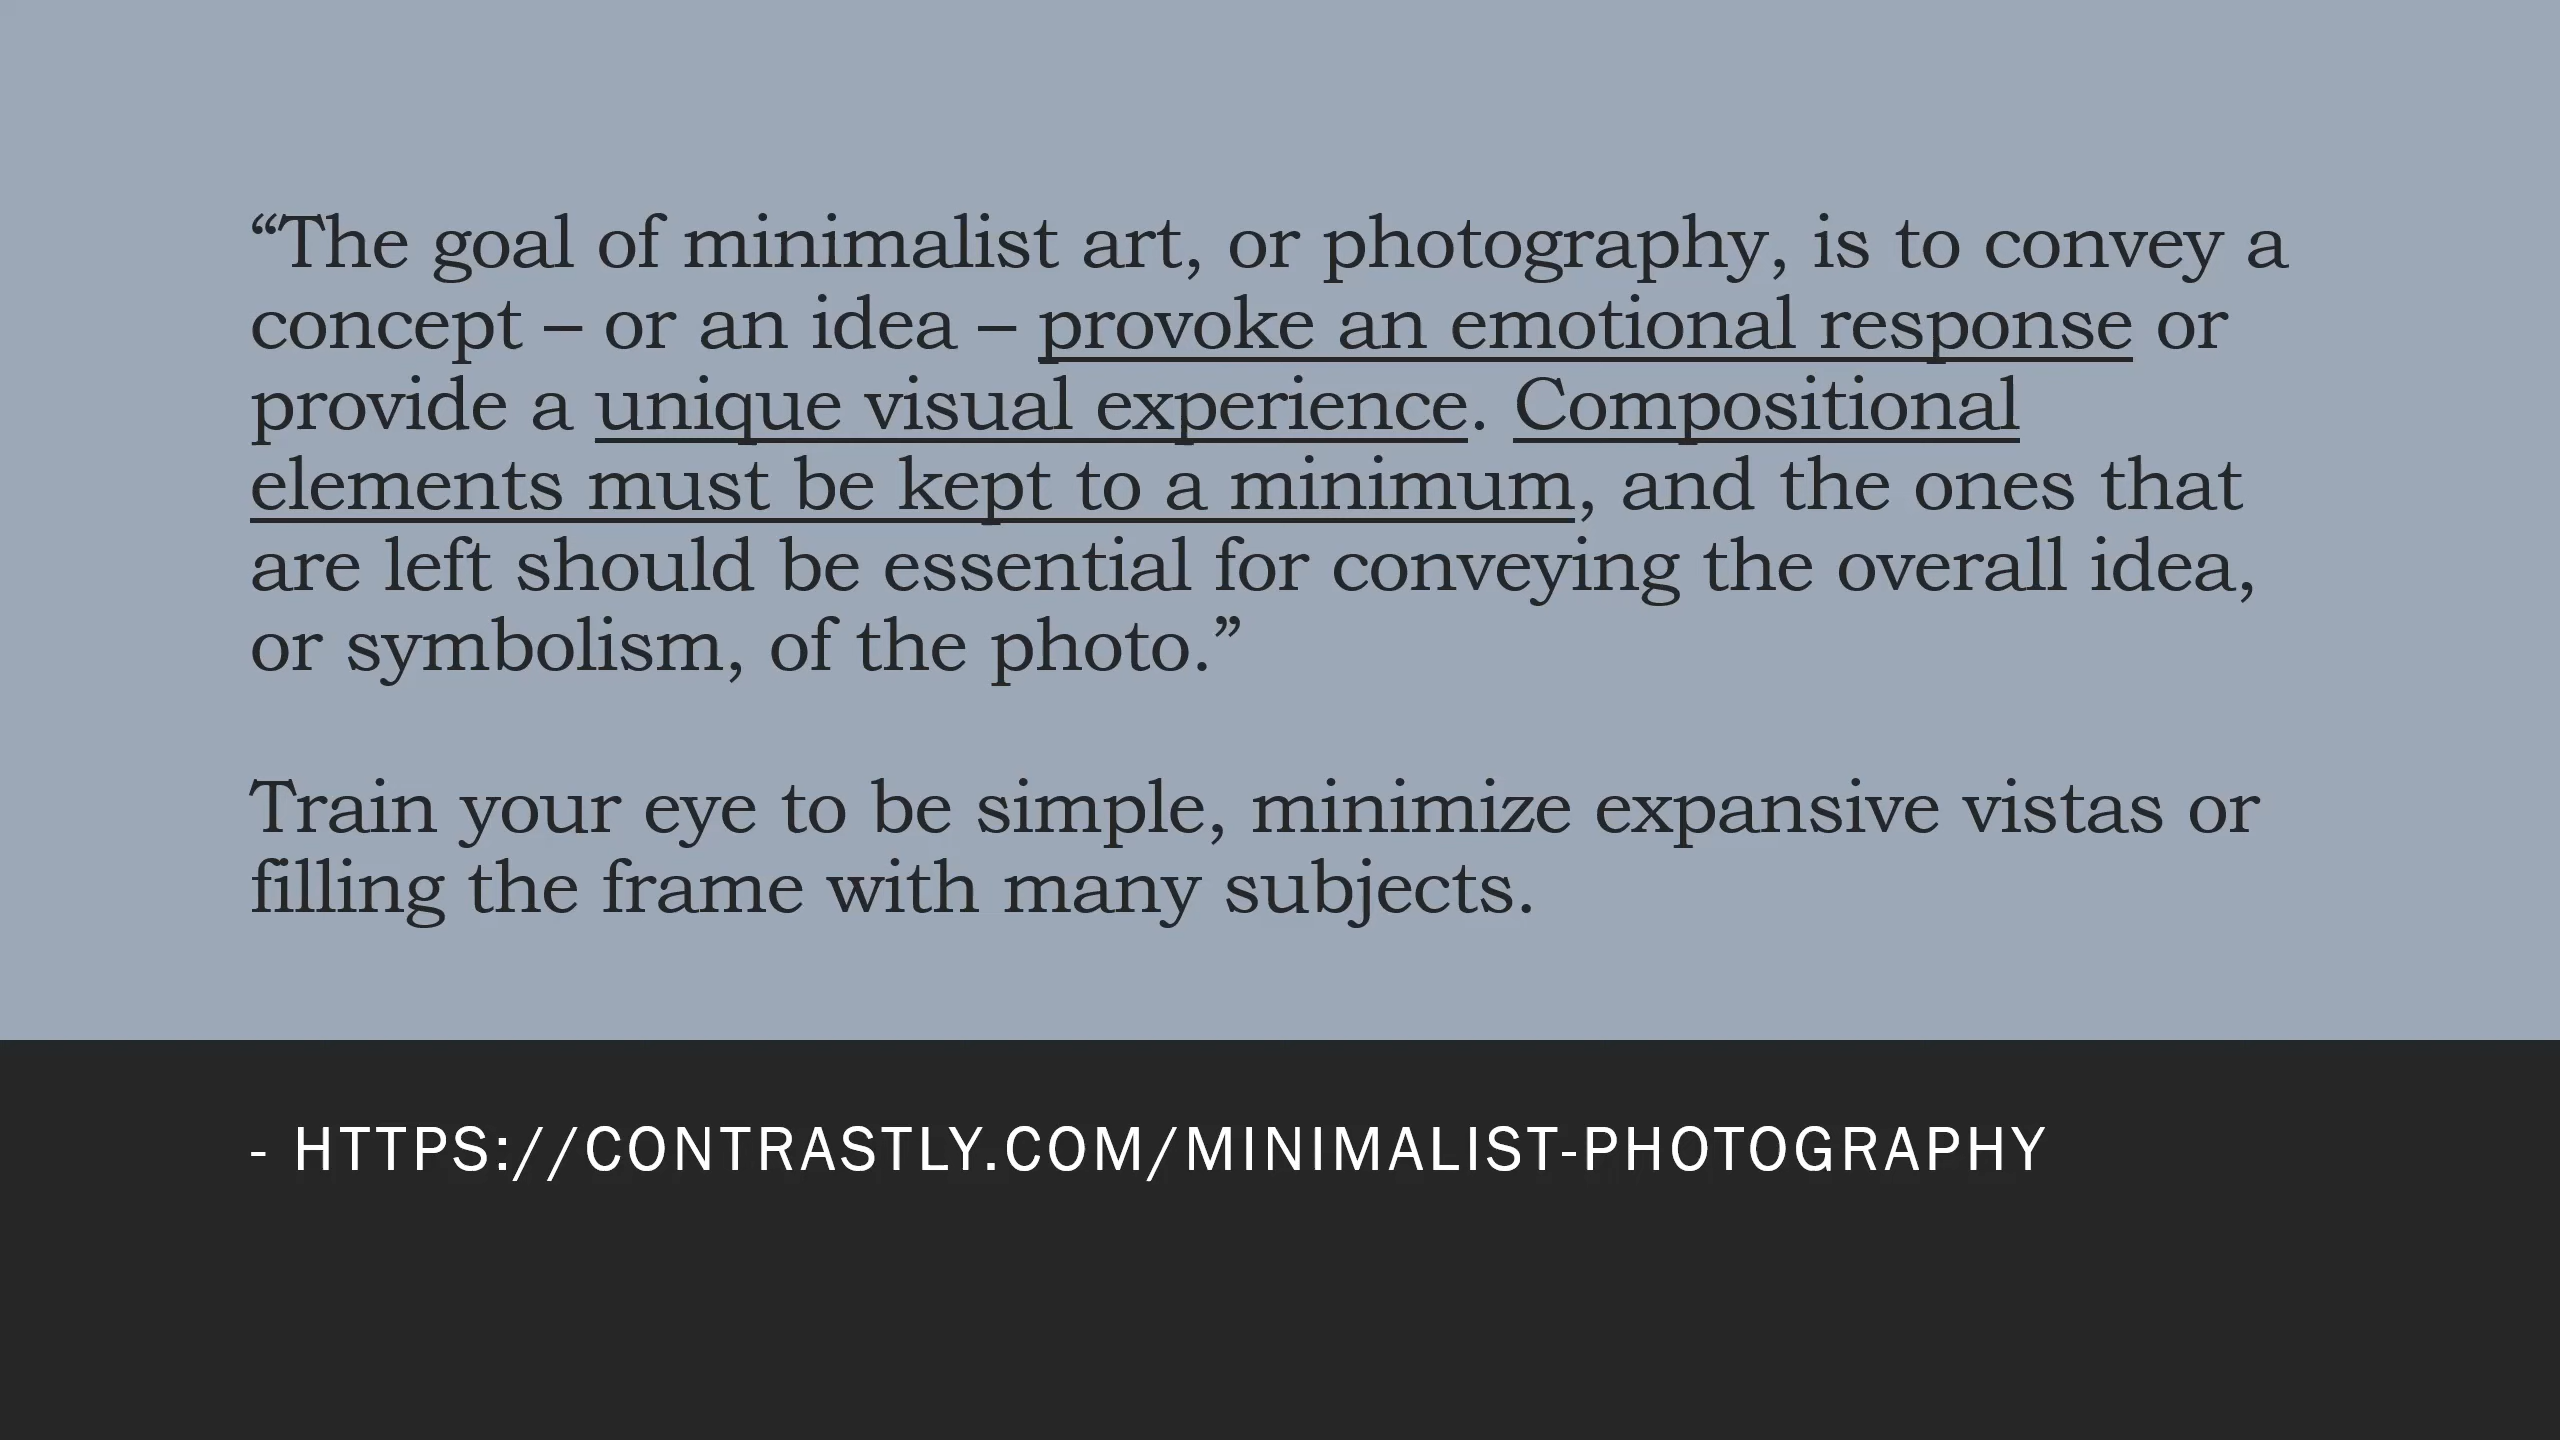 “The goal of minimalist art, or photography, is to convey a
concept – or an idea – provoke an emotional response or
provide a unique visual experience. Compositional
elements must be kept to a minimum, and the ones that
are left should be essential for conveying the overall idea,
or symbolism, of the photo.”
Train your eye to be simple, minimize expansive vistas or
filling the frame with many subjects.
- HTTPS://CONTRASTLY.COM/MINIMALIST-PHOTOGRAPHY